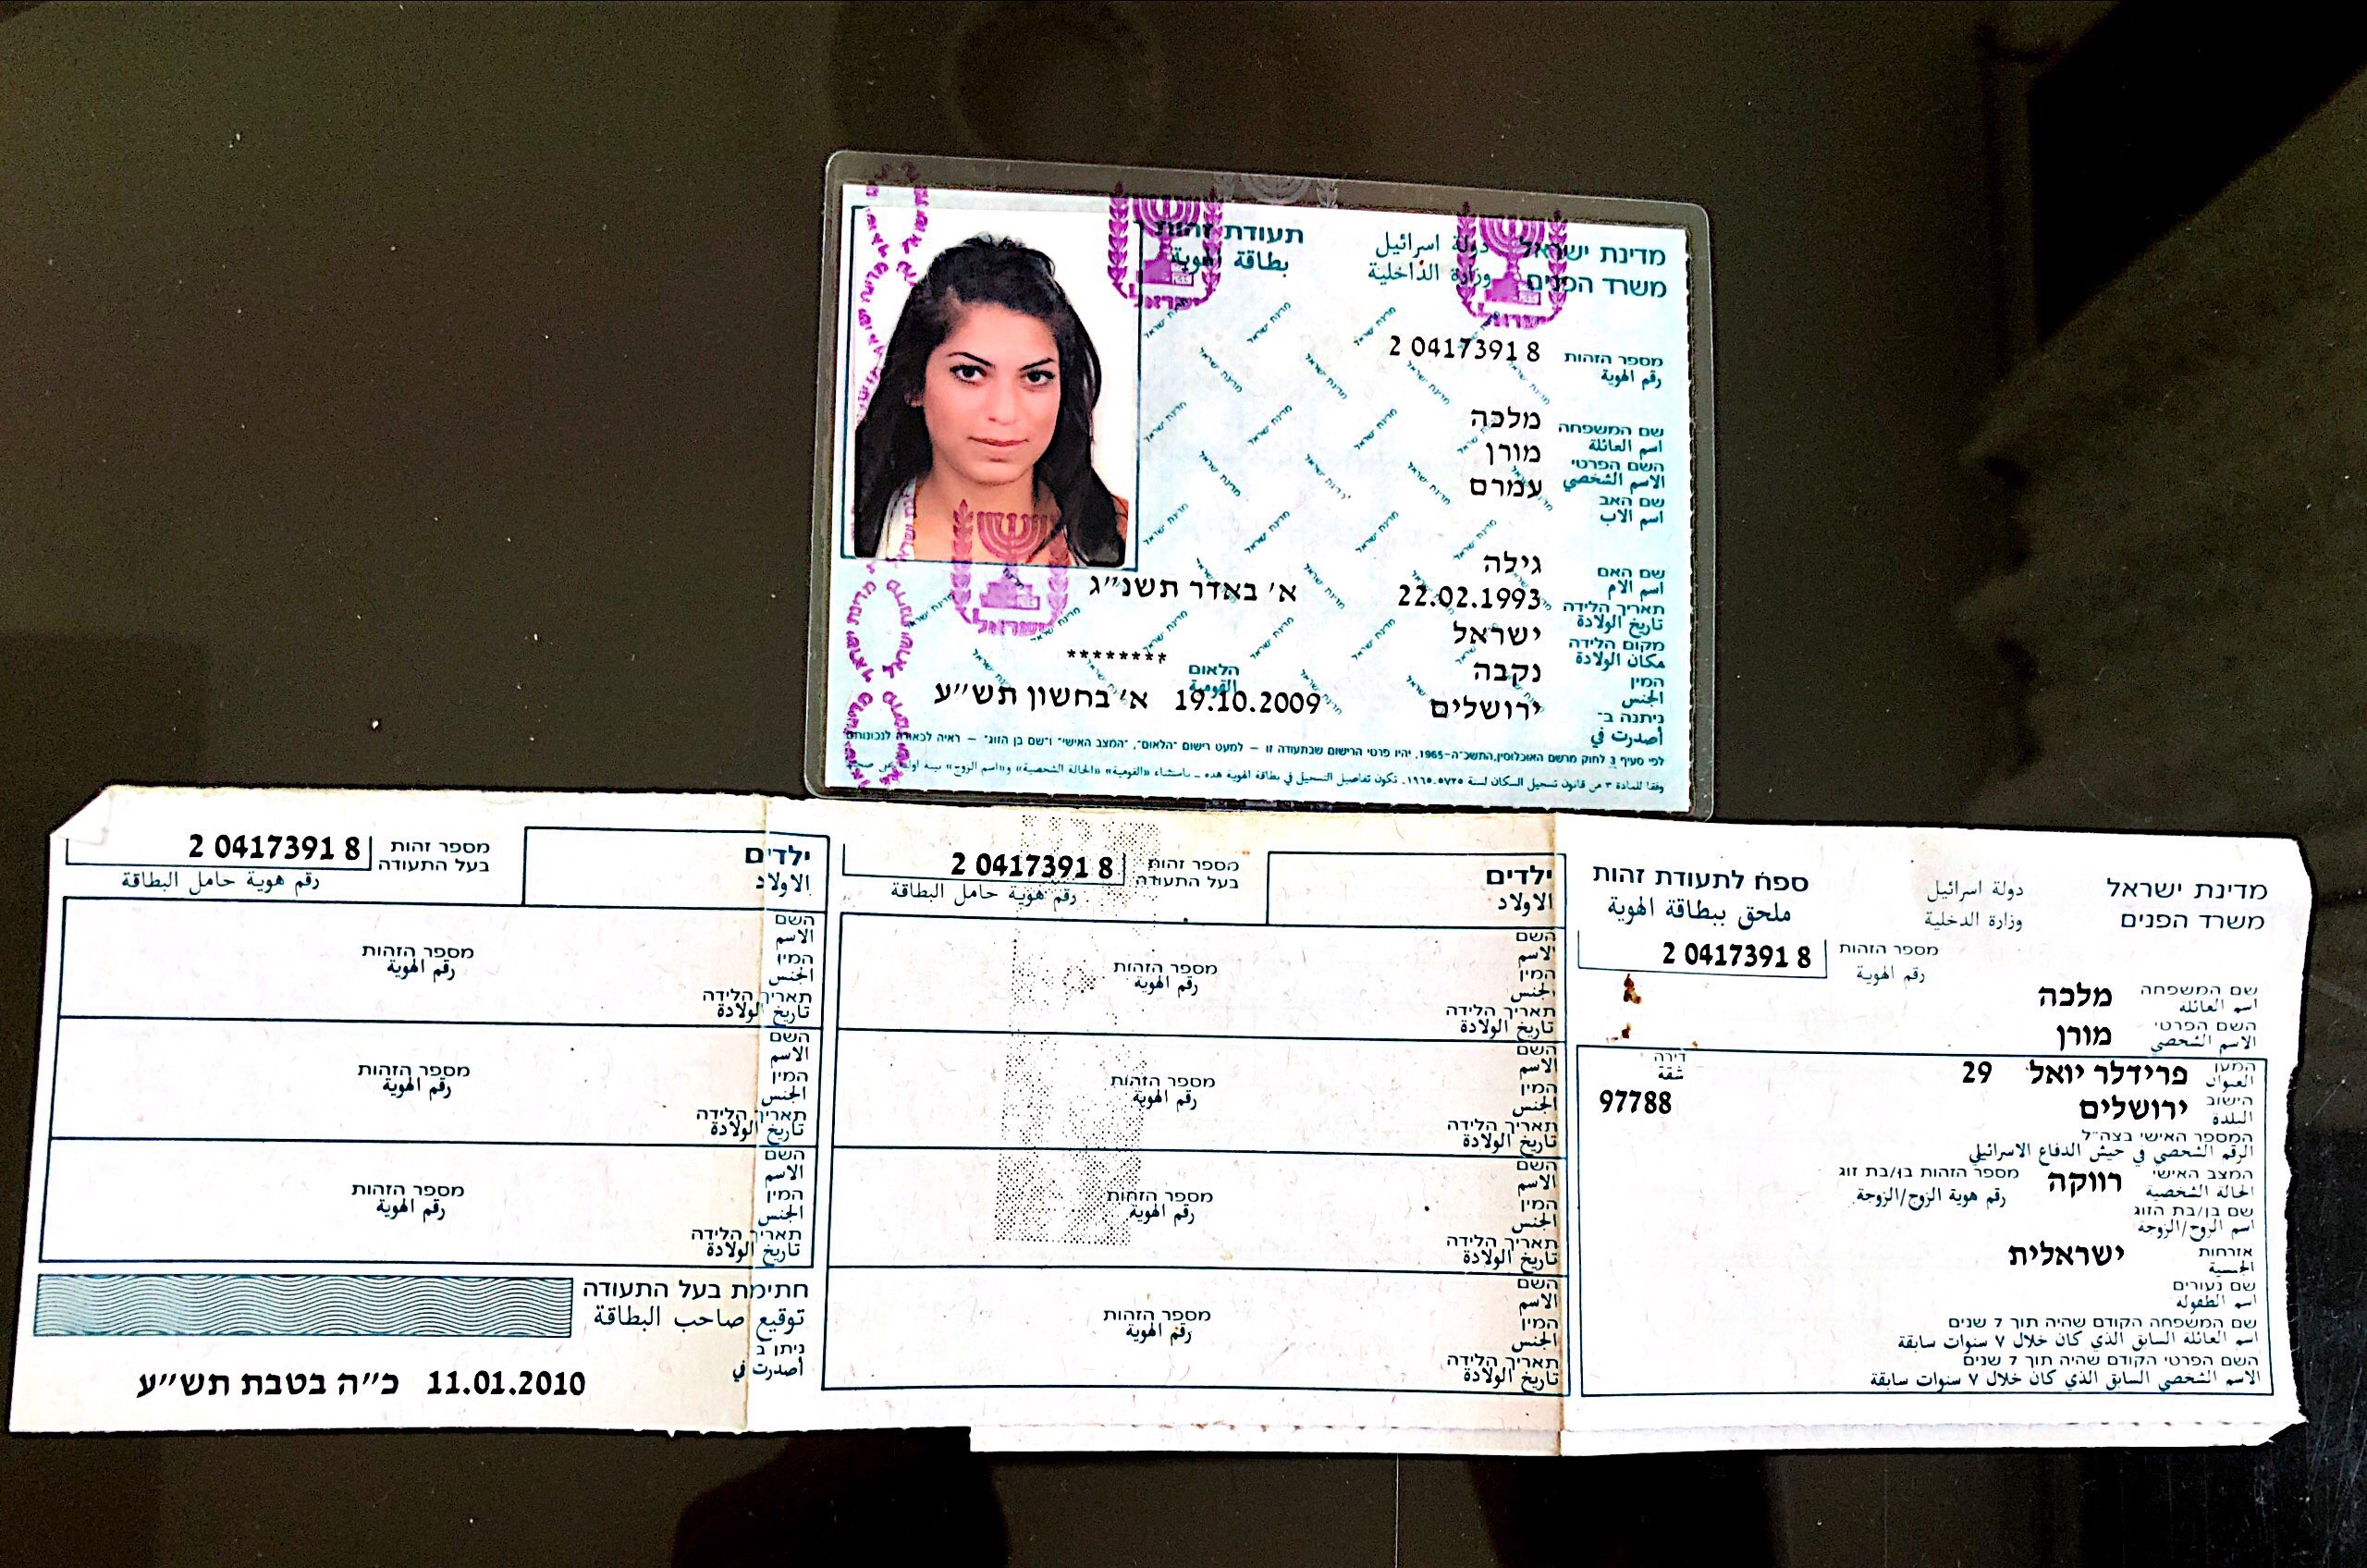 מדינת ישראל دولة اسرائيل תעודת זהות
משרד הפנים وزارة الداخلية بطاقة الهوية
מספר הזהות 2 0417391 8
رقم الهوية
שם המשפחה מלכה
اسم العائلة
השם הפרטי מורן
الاسم الشخصي
שם האב עמרם
اسم الاب
שם האם גילה
اسم الام
תאריך הלידה 22.02.1993 א' באדר תשנ"ג
تاريخ الولادة
מקום הלידה ישראל
مكان الولادة
המין נקבה הלאום ********
الجنس القومية
ניתנה ב־ ירושלים 19.10.2009 א' בחשון תש"ע
أصدرت في
לפי סעיף 3 לחוק מרשם האוכלוסין, התשכ"ה-1965, יהיו פרטי הרישום שבתעודה זו – למעט רישום "הלאום", "המצב האישי" ו"שם בן הזוג" – ראיה לכאורה לנכונותם
وفقا للمادة ٣ من قانون تسجيل السكان لسنة ٥٧٢٥-١٩٦٥، تكون تفاصيل التسجيل في بطاقة الهوية هذه – باستثناء «القومية» «الحالة الشخصية» و«اسم الزوج»
מדינת ישראל دولة اسرائيل ספח לתעודת זהות
משרד הפנים وزارة الدخلية ملحق ببطاقة الهوية
מספר הזהות 2 0417391 8
رقم الهوية
שם המשפחה מלכה
اسم العائلة
השם הפרטי מורן
الاسم الشخصي
המען פרידלר יואל 29 דירה
العنوان شقة
הישוב ירושלים 97788
البلدة
המספר האישי בצה"ל
الرقم الشخصي في جيش الدفاع الاسرائيلي
המצב האישי רווקה מספר הזהות בן/בת זוג
الحالة الشخصية رقم هوية الزوج/الزوجة
שם בן/בת הזוג
اسم الزوج/الزوجة
אזרחות ישראלית
الجنسية
שם נעורים
اسم الطفولة
שם המשפחה הקודם שהיה תוך 7 שנים
اسم العائلة السابق الذي كان خلال ٧ سنوات سابقة
השם הפרטי הקודם שהיה תוך 7 שנים
الاسم الشخصي السابق الذي كان خلال ٧ سنوات سابقة
ילדים מספר זהות 2 0417391 8
الاولاد בעל התעודה
رقم هوية حامل البطاقة
השם
الاسم מספר הזהות
המין رقم الهوية
الجنس
תאריך הלידה
تاريخ الولادة
השם
الاسم מספר הזהות
המין رقم الهوية
الجنس
תאריך הלידה
تاريخ الولادة
השם
الاسم מספר הזהות
המין رقم الهوية
الجنس
תאריך הלידה
تاريخ الولادة
השם
الاسم מספר הזהות
המין رقم الهوية
الجنس
תאריך הלידה
تاريخ الولادة
ילדים מספר זהות 2 0417391 8
الاولاد בעל התעודה
رقم هوية حامل البطاقة
השם
الاسم מספר הזהות
המין رقم الهوية
الجنس
תאריך הלידה
تاريخ الولادة
השם
الاسم מספר הזהות
המין رقم الهوية
الجنس
תאריך הלידה
تاريخ الولادة
השם
الاسم מספר הזהות
המין رقم الهوية
الجنس
תאריך הלידה
تاريخ الولادة
חתימת בעל התעודה
توقيع صاحب البطاقة
ניתן ב
أصدرت في
11.01.2010 כ"ה בטבת תש"ע